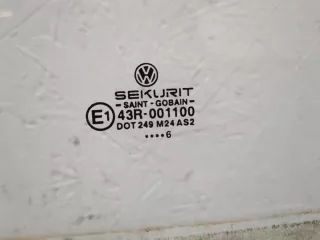 SEKURIT
SAINT - GOBAIN
E1 43R-001100
DOT 249 M24 AS2
••••6